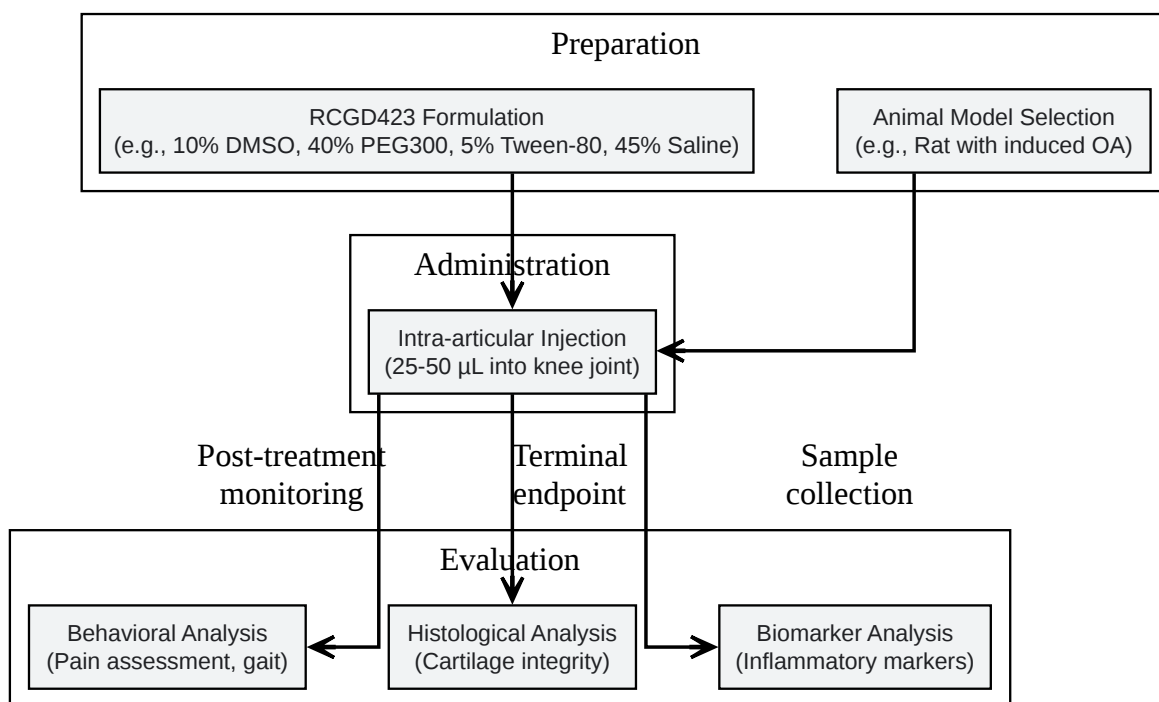 Preparation
RCGD423 Formulation
(e.g., 10% DMSO, 40% PEG300, 5% Tween-80, 45% Saline)
Animal Model Selection
(e.g., Rat with induced OA)
Administration
Intra-articular Injection
(25-50 µL into knee joint)
Post-treatment
monitoring
Terminal
endpoint
Sample
collection
Evaluation
Behavioral Analysis
(Pain assessment, gait)
Histological Analysis
(Cartilage integrity)
Biomarker Analysis
(Inflammatory markers)